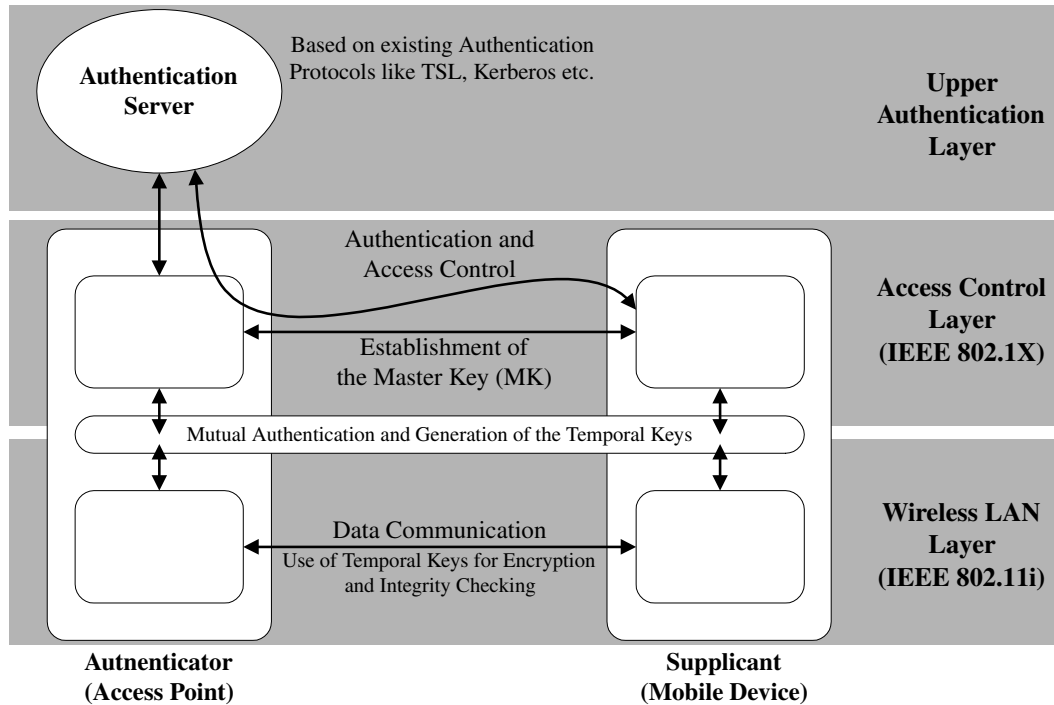 Authentication
Server
Based on existing Authentication
Protocols like TSL, Kerberos etc.
Upper
Authentication
Layer
Authentication and
Access Control
Establishment of
the Master Key (MK)
Access Control
Layer
(IEEE 802.1X)
Mutual Authentication and Generation of the Temporal Keys
Data Communication
Use of Temporal Keys for Encryption
and Integrity Checking
Wireless LAN
Layer
(IEEE 802.11i)
Autnenticator
(Access Point)
Supplicant
(Mobile Device)